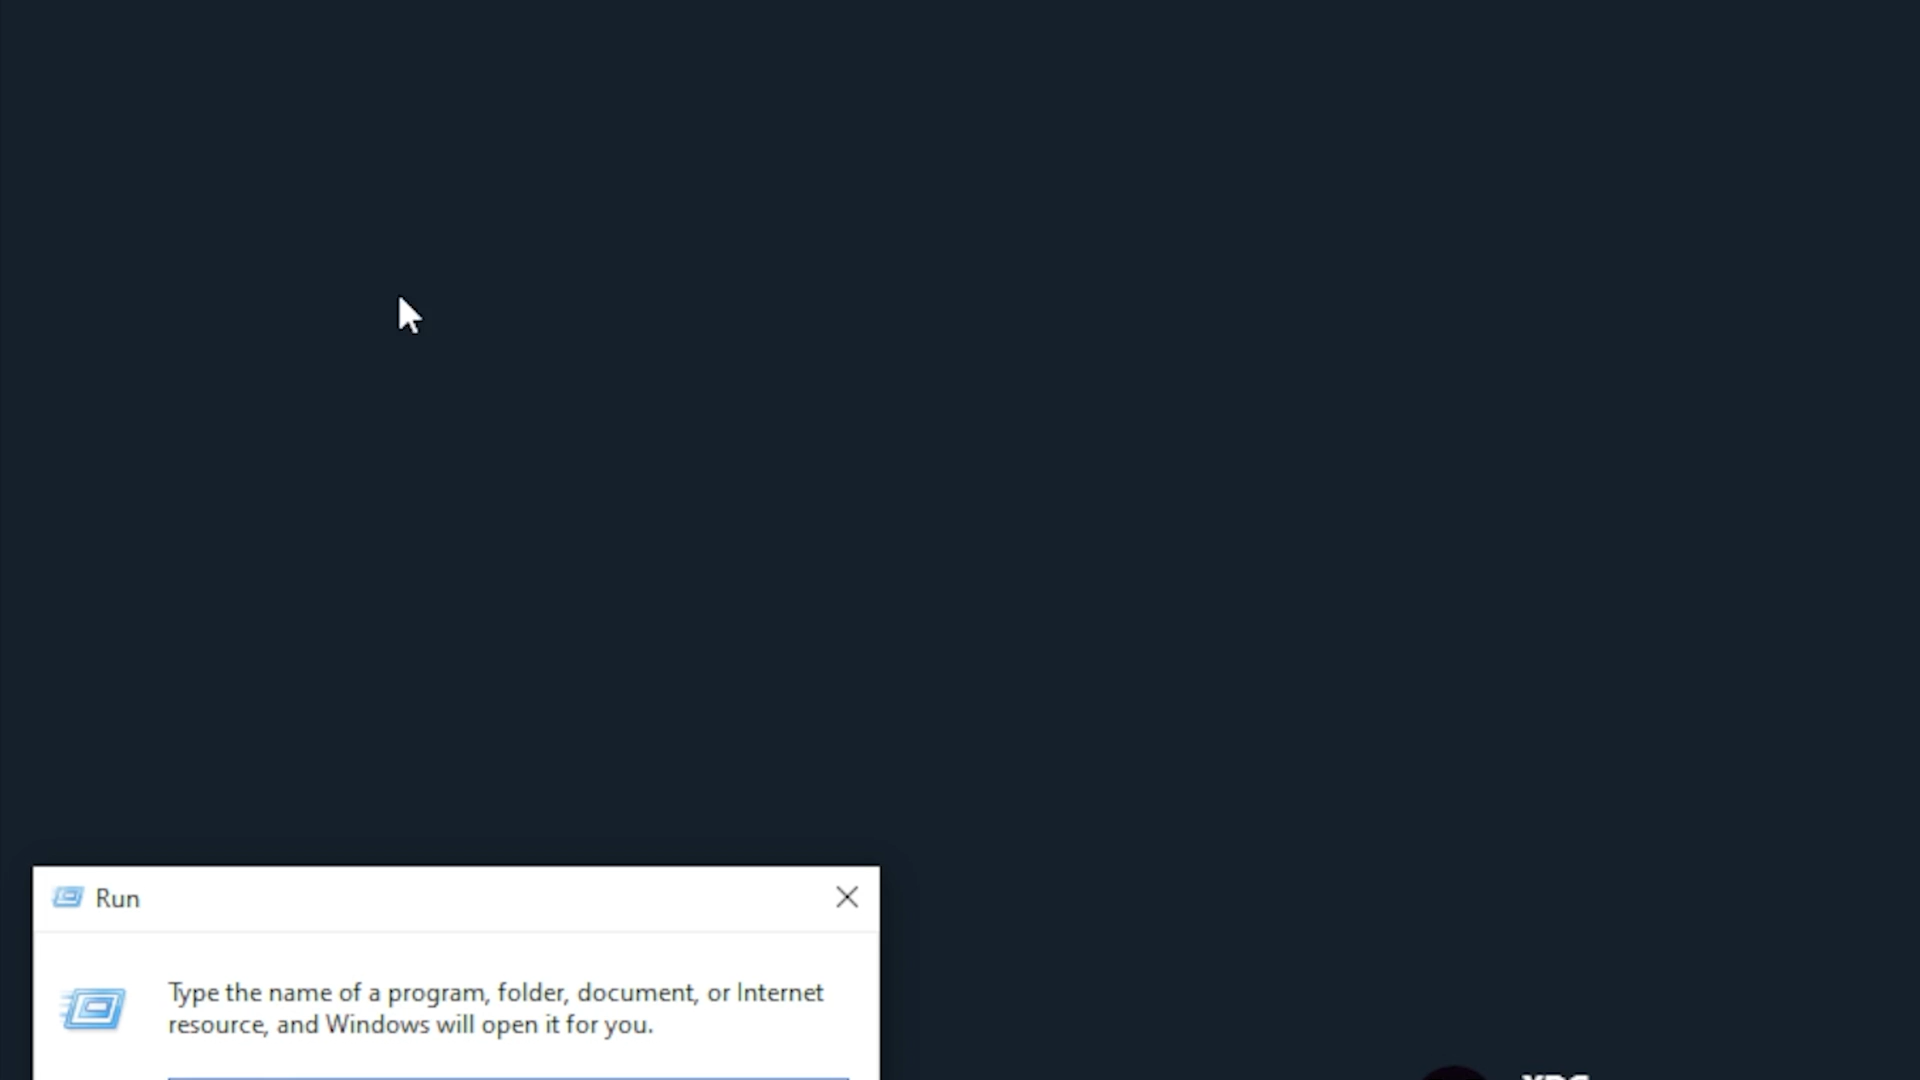 Run
Type the name of a program, folder, document, or Internet
resource, and Windows will open it for you.